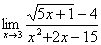 lim x→3 (√5x+1 − 4) / (x²+2x−15)